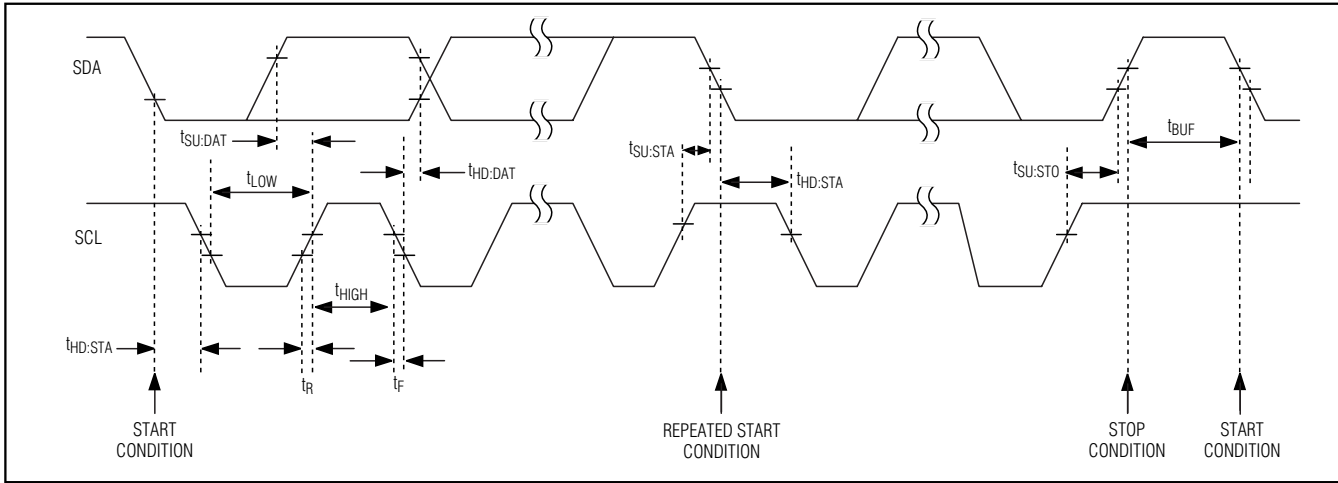 SDA
tSU:DAT
tLOW
tHD:DAT
tSU:STA
tHD:STA
tBUF
tSU:STO
SCL
tHIGH
tHD:STA
tR
tF
START
CONDITION
REPEATED START
CONDITION
STOP
CONDITION
START
CONDITION